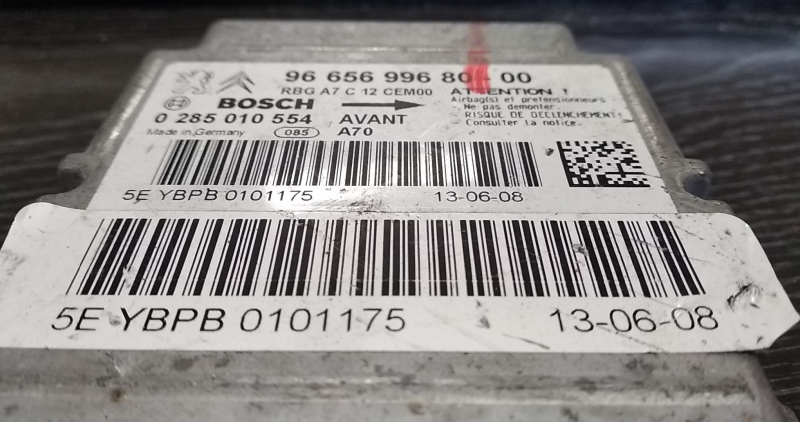 96 656 996 80 - 00
RBG A7 C 12 CEM00
ATTENTION !
BOSCH
Airbag(s) et pretensionneurs
Ne pas demonter.
RISQUE DE DECLENCHEMENT!
Consulter la notice.
0 285 010 554
AVANT
Made in Germany
085
A70
5E YBPB 0101175 13-06-08
5E YBPB 0101175 13-06-08